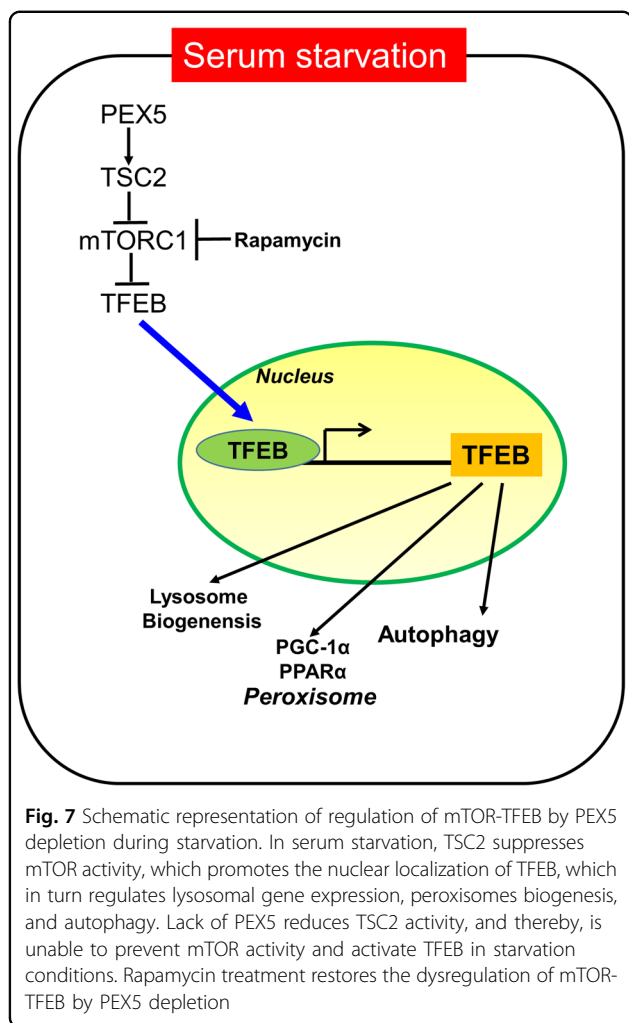 Serum starvation
PEX5
TSC2
mTORC1
Rapamycin
TFEB
Nucleus
TFEB
TFEB
Lysosome
Biogenensis
PGC-1α
PPARα
Peroxisome
Autophagy
Fig. 7 Schematic representation of regulation of mTOR-TFEB by PEX5
depletion during starvation. In serum starvation, TSC2 suppresses
mTOR activity, which promotes the nuclear localization of TFEB, which
in turn regulates lysosomal gene expression, peroxisomes biogenesis,
and autophagy. Lack of PEX5 reduces TSC2 activity, and thereby, is
unable to prevent mTOR activity and activate TFEB in starvation
conditions. Rapamycin treatment restores the dysregulation of mTOR-
TFEB by PEX5 depletion